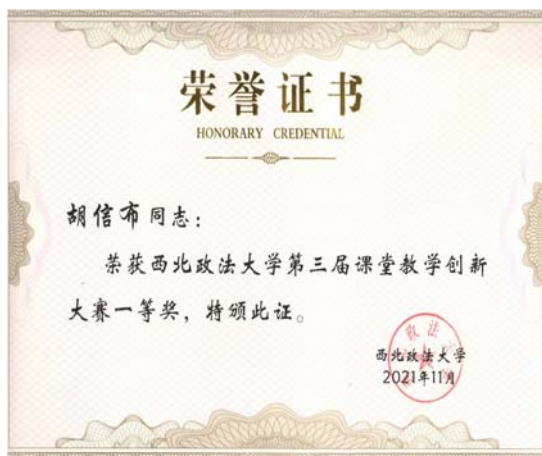 荣誉证书
HONORARY CREDENTIAL
胡信布同志：
荣获西北政法大学第三届课堂教学创新
大赛一等奖，特颁此证。
西北政法大学
2021年11月